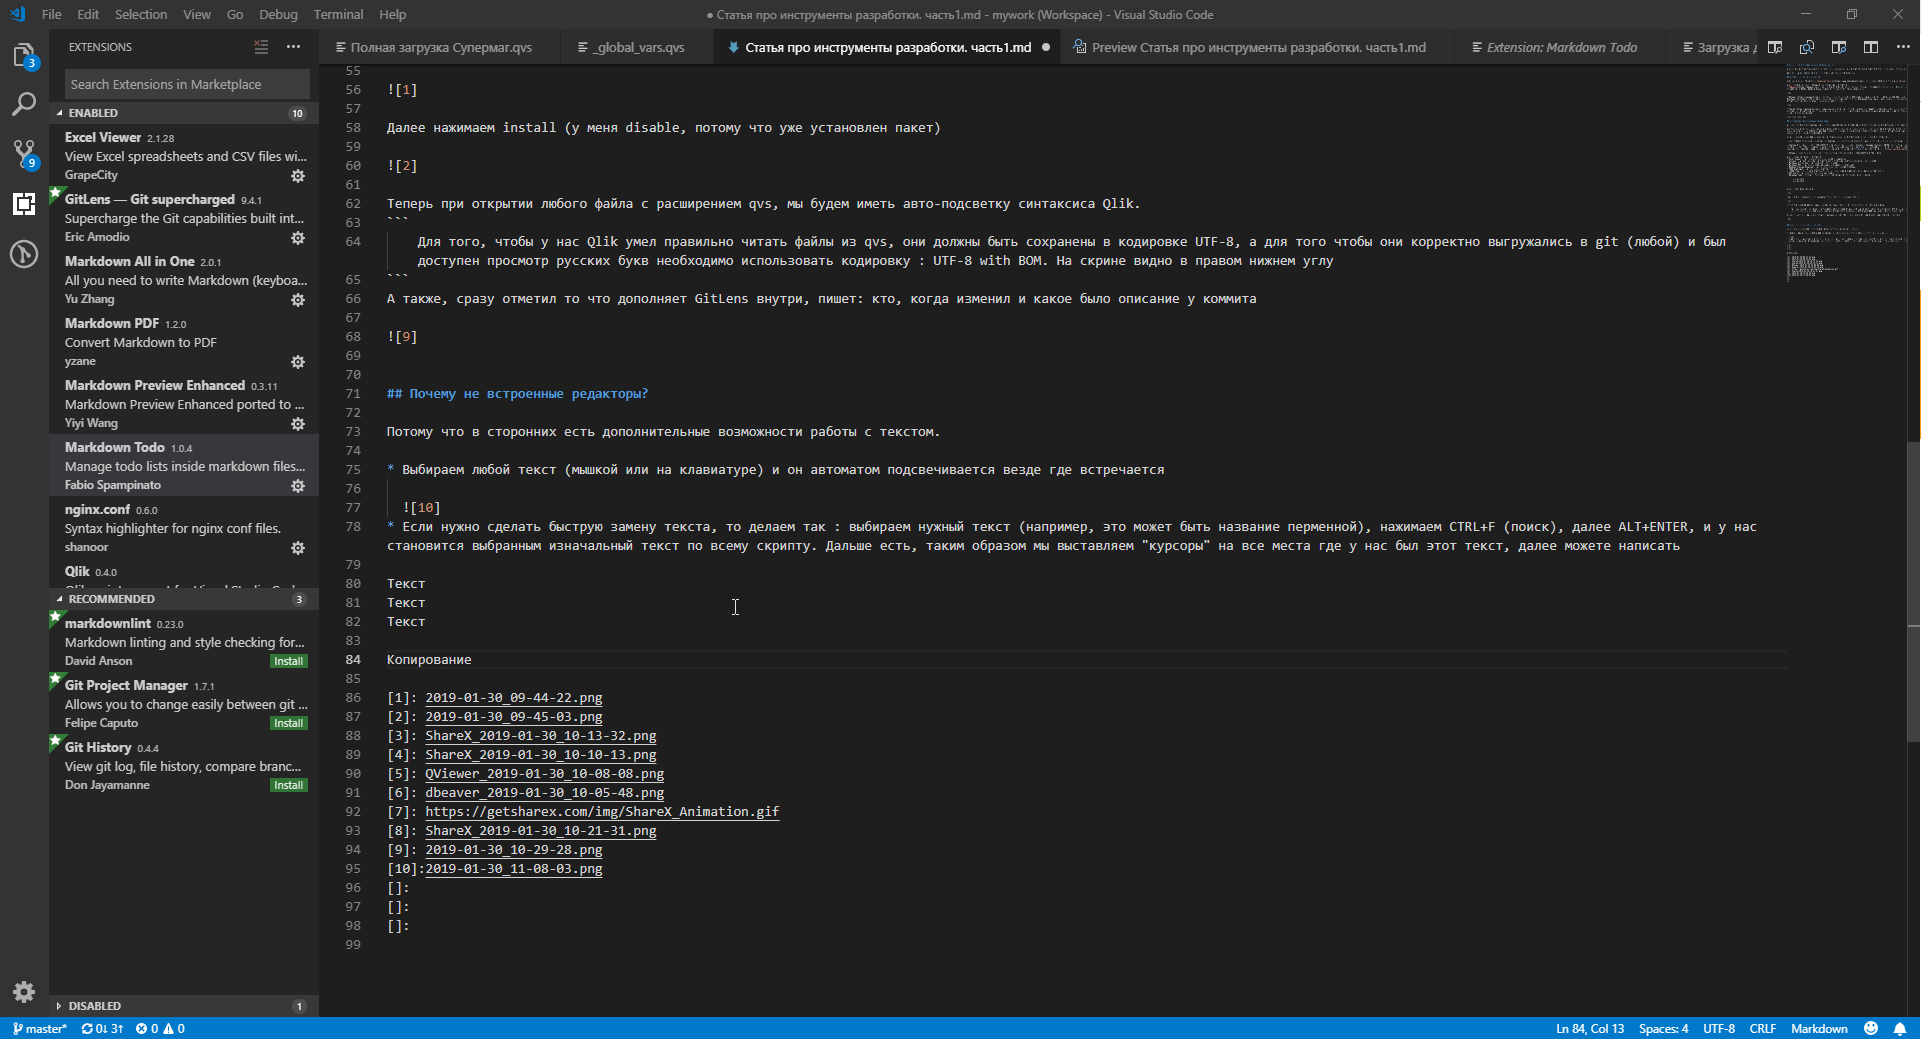 File Edit Selection View Go Debug Terminal Help
● Статья про инструменты разработки. часть1.md - mywork (Workspace) - Visual Studio Code
EXTENSIONS
Полная загрузка Супермаг.qvs
_global_vars.qvs
Статья про инструменты разработки. часть1.md ●
Preview Статья про инструменты разработки. часть1.md
Extension: Markdown Todo
Загрузка
3
9
Search Extensions in Marketplace
ENABLED 10
Excel Viewer 2.1.28
View Excel spreadsheets and CSV files wi...
GrapeCity
GitLens — Git supercharged 9.4.1
Supercharge the Git capabilities built int...
Eric Amodio
Markdown All in One 2.0.1
All you need to write Markdown (keyboa...
Yu Zhang
Markdown PDF 1.2.0
Convert Markdown to PDF
yzane
Markdown Preview Enhanced 0.3.11
Markdown Preview Enhanced ported to ...
Yiyi Wang
Markdown Todo 1.0.4
Manage todo lists inside markdown files...
Fabio Spampinato
nginx.conf 0.6.0
Syntax highlighter for nginx conf files.
shanoor
Qlik 0.4.0
RECOMMENDED 3
markdownlint 0.23.0
Markdown linting and style checking for...
David Anson Install
Git Project Manager 1.7.1
Allows you to change easily between git ...
Felipe Caputo Install
Git History 0.4.4
View git log, file history, compare branc...
Don Jayamanne Install
DISABLED 1
55
56 ![1]
57
58 Далее нажимаем install (у меня disable, потому что уже установлен пакет)
59
60 ![2]
61
62 Теперь при открытии любого файла с расширением qvs, мы будем иметь авто-подсветку синтаксиса Qlik.
63 ```
64 Для того, чтобы у нас Qlik умел правильно читать файлы из qvs, они должны быть сохранены в кодировке UTF-8, а для того чтобы они корректно выгружались в git (любой) и был
доступен просмотр русских букв необходимо использовать кодировку : UTF-8 with BOM. На скрине видно в правом нижнем углу
65 ```
66 А также, сразу отметил то что дополняет GitLens внутри, пишет: кто, когда изменил и какое было описание у коммита
67
68 ![9]
69
70
71 ## Почему не встроенные редакторы?
72
73 Потому что в сторонних есть дополнительные возможности работы с текстом.
74
75 * Выбираем любой текст (мышкой или на клавиатуре) и он автоматом подсвечивается везде где встречается
76
77 ![10]
78 * Если нужно сделать быструю замену текста, то делаем так : выбираем нужный текст (например, это может быть название перменной), нажимаем CTRL+F (поиск), далее ALT+ENTER, и у нас
становится выбранным изначальный текст по всему скрипту. Дальше есть, таким образом мы выставляем "курсоры" на все места где у нас был этот текст, далее можете написать
79
80 Текст
81 Текст
82 Текст
83
84 Копирование
85
86 [1]: 2019-01-30_09-44-22.png
87 [2]: 2019-01-30_09-45-03.png
88 [3]: ShareX_2019-01-30_10-13-32.png
89 [4]: ShareX_2019-01-30_10-10-13.png
90 [5]: QViewer_2019-01-30_10-08-08.png
91 [6]: dbeaver_2019-01-30_10-05-48.png
92 [7]: https://getsharex.com/img/ShareX_Animation.gif
93 [8]: ShareX_2019-01-30_10-21-31.png
94 [9]: 2019-01-30_10-29-28.png
95 [10]:2019-01-30_11-08-03.png
96 []:
97 []:
98 []:
99
master* 0↓ 3↑ 0 0
Ln 84, Col 13 Spaces: 4 UTF-8 CRLF Markdown